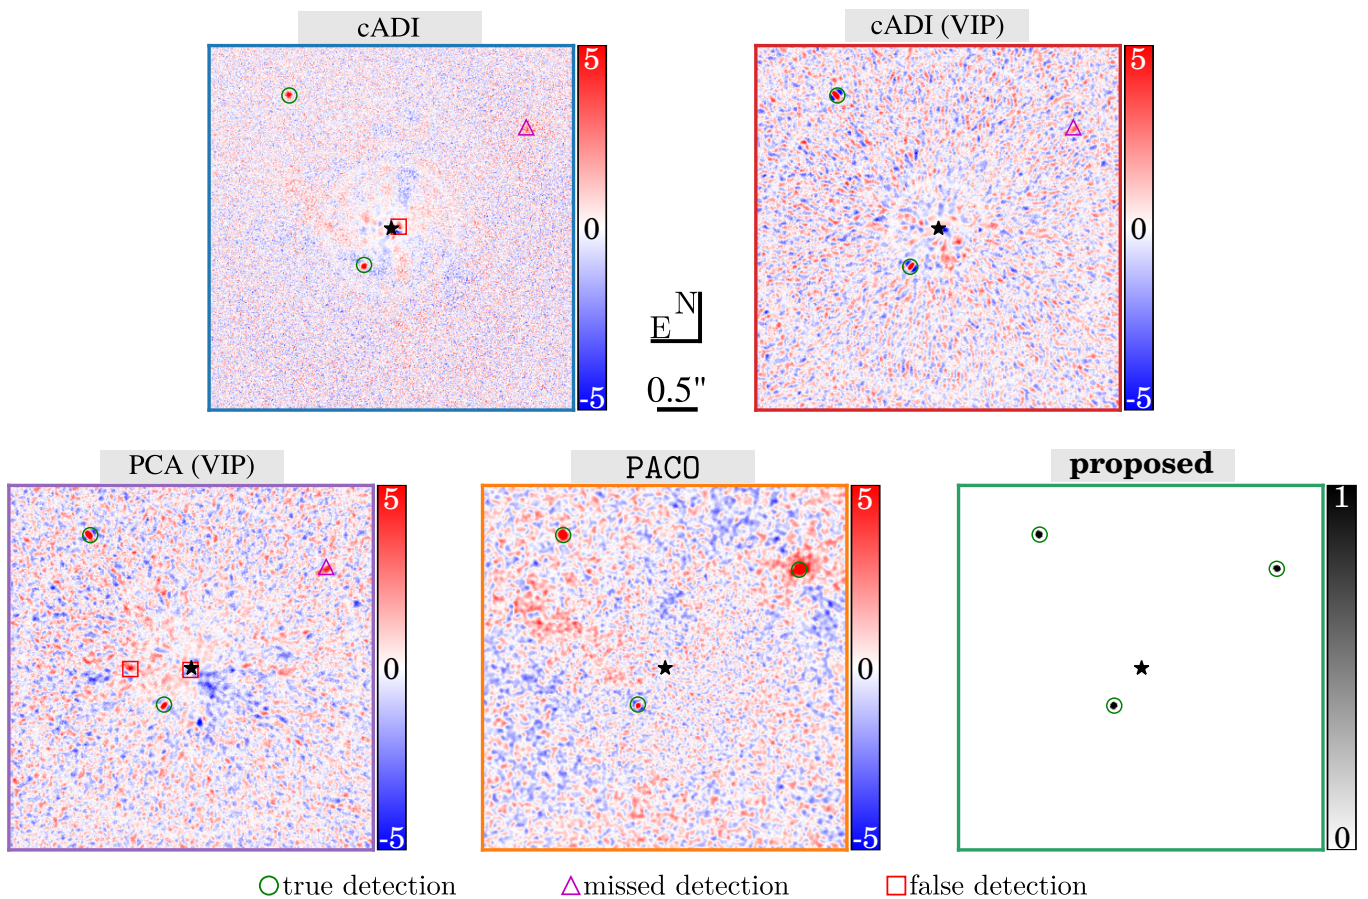 cADI
cADI (VIP)
5
0
-5
5
0
-5
N
E
0.5"
PCA (VIP)
PACO
proposed
5
0
-5
5
0
-5
1
0
true detection
missed detection
false detection